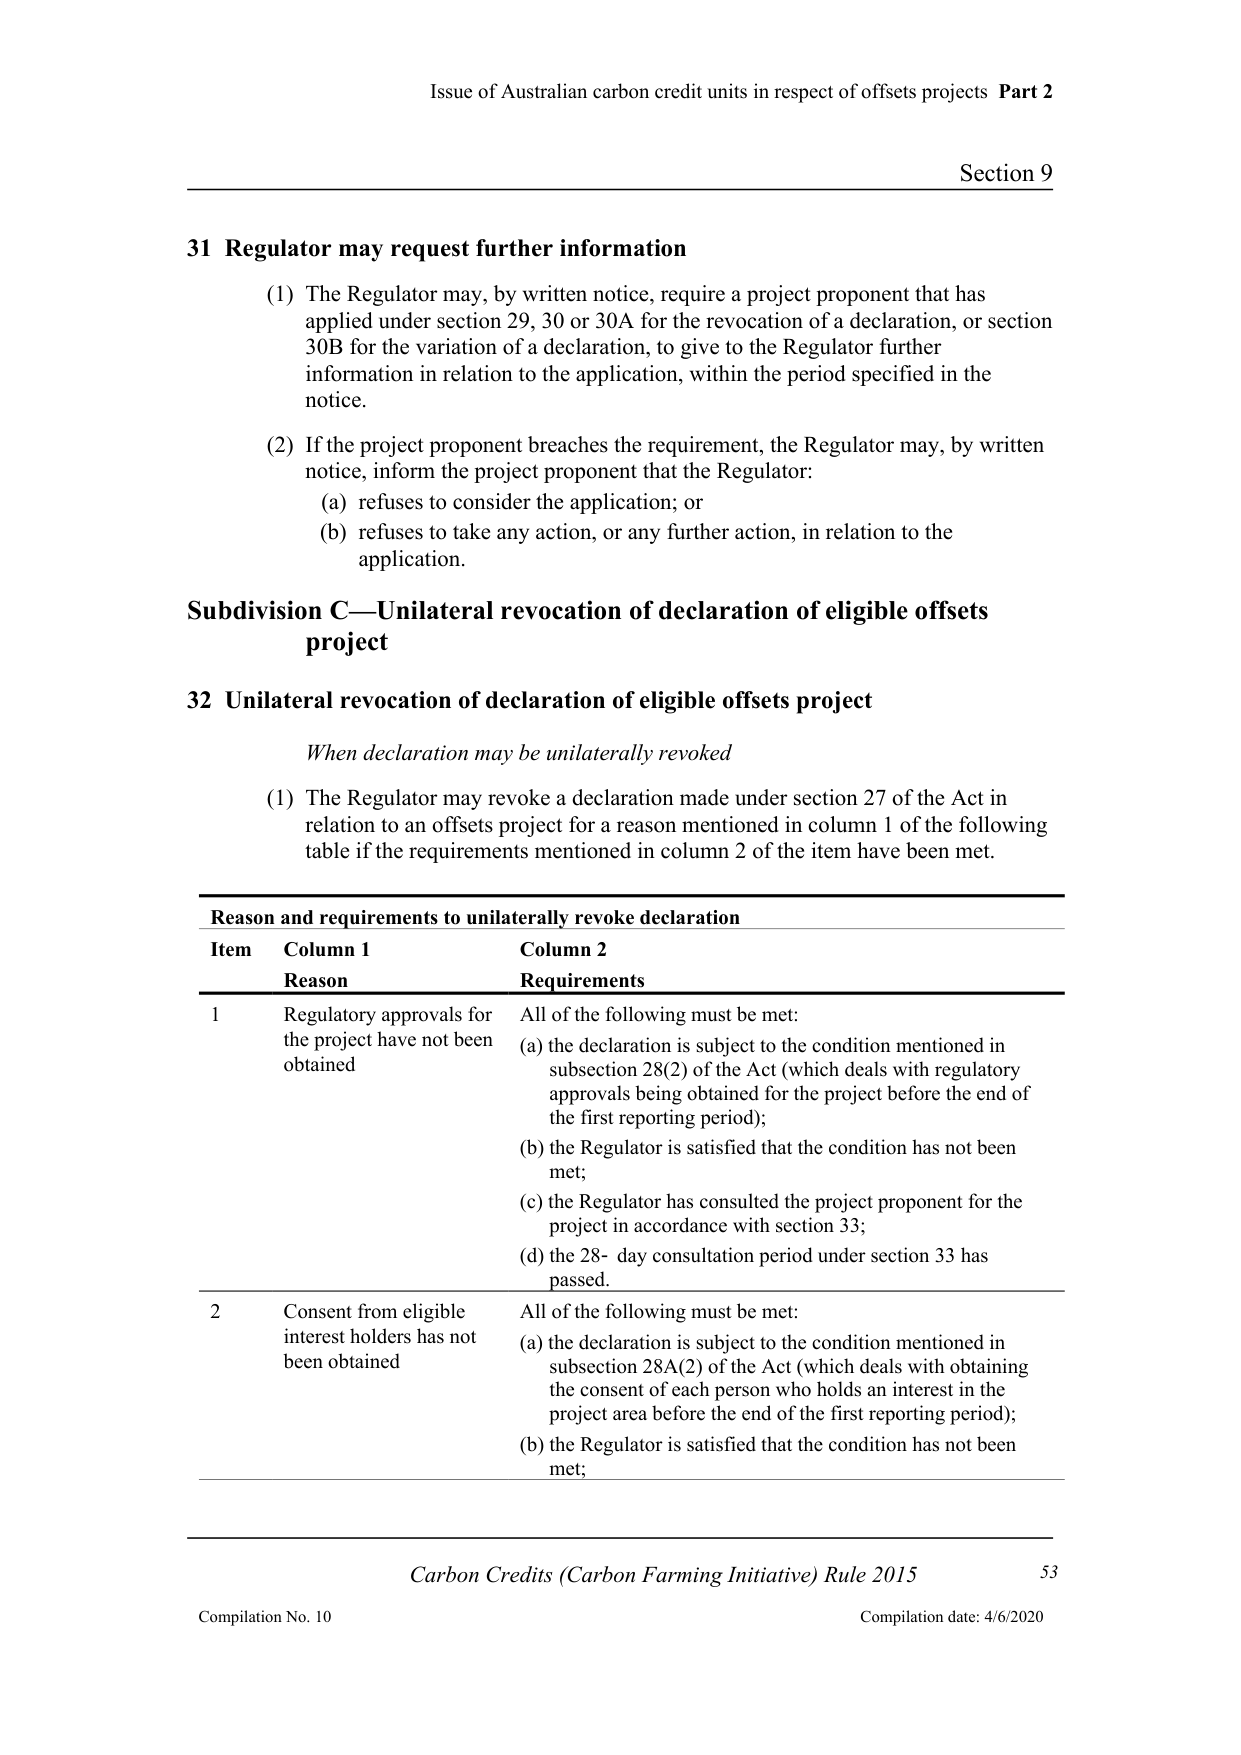 Issue of Australian carbon credit units in respect of offsets projects Part 2
Section 9
31 Regulator may request further information
(1) The Regulator may, by written notice, require a project proponent that has
applied under section 29, 30 or 30A for the revocation of a declaration, or section
30B for the variation of a declaration, to give to the Regulator further
information in relation to the application, within the period specified in the
notice.
(2) If the project proponent breaches the requirement, the Regulator may, by written
notice, inform the project proponent that the Regulator:
(a) refuses to consider the application; or
(b) refuses to take any action, or any further action, in relation to the
application.
Subdivision C—Unilateral revocation of declaration of eligible offsets
project
32 Unilateral revocation of declaration of eligible offsets project
When declaration may be unilaterally revoked
(1) The Regulator may revoke a declaration made under section 27 of the Act in
relation to an offsets project for a reason mentioned in column 1 of the following
table if the requirements mentioned in column 2 of the item have been met.
Reason and requirements to unilaterally revoke declaration
Item Column 1 Column 2
Reason Requirements
1 Regulatory approvals for
the project have not been
obtained
All of the following must be met:
(a) the declaration is subject to the condition mentioned in
subsection 28(2) of the Act (which deals with regulatory
approvals being obtained for the project before the end of
the first reporting period);
(b) the Regulator is satisfied that the condition has not been
met;
(c) the Regulator has consulted the project proponent for the
project in accordance with section 33;
(d) the 28- day consultation period under section 33 has
passed.
2 Consent from eligible
interest holders has not
been obtained
All of the following must be met:
(a) the declaration is subject to the condition mentioned in
subsection 28A(2) of the Act (which deals with obtaining
the consent of each person who holds an interest in the
project area before the end of the first reporting period);
(b) the Regulator is satisfied that the condition has not been
met;
Carbon Credits (Carbon Farming Initiative) Rule 2015 53
Compilation No. 10 Compilation date: 4/6/2020